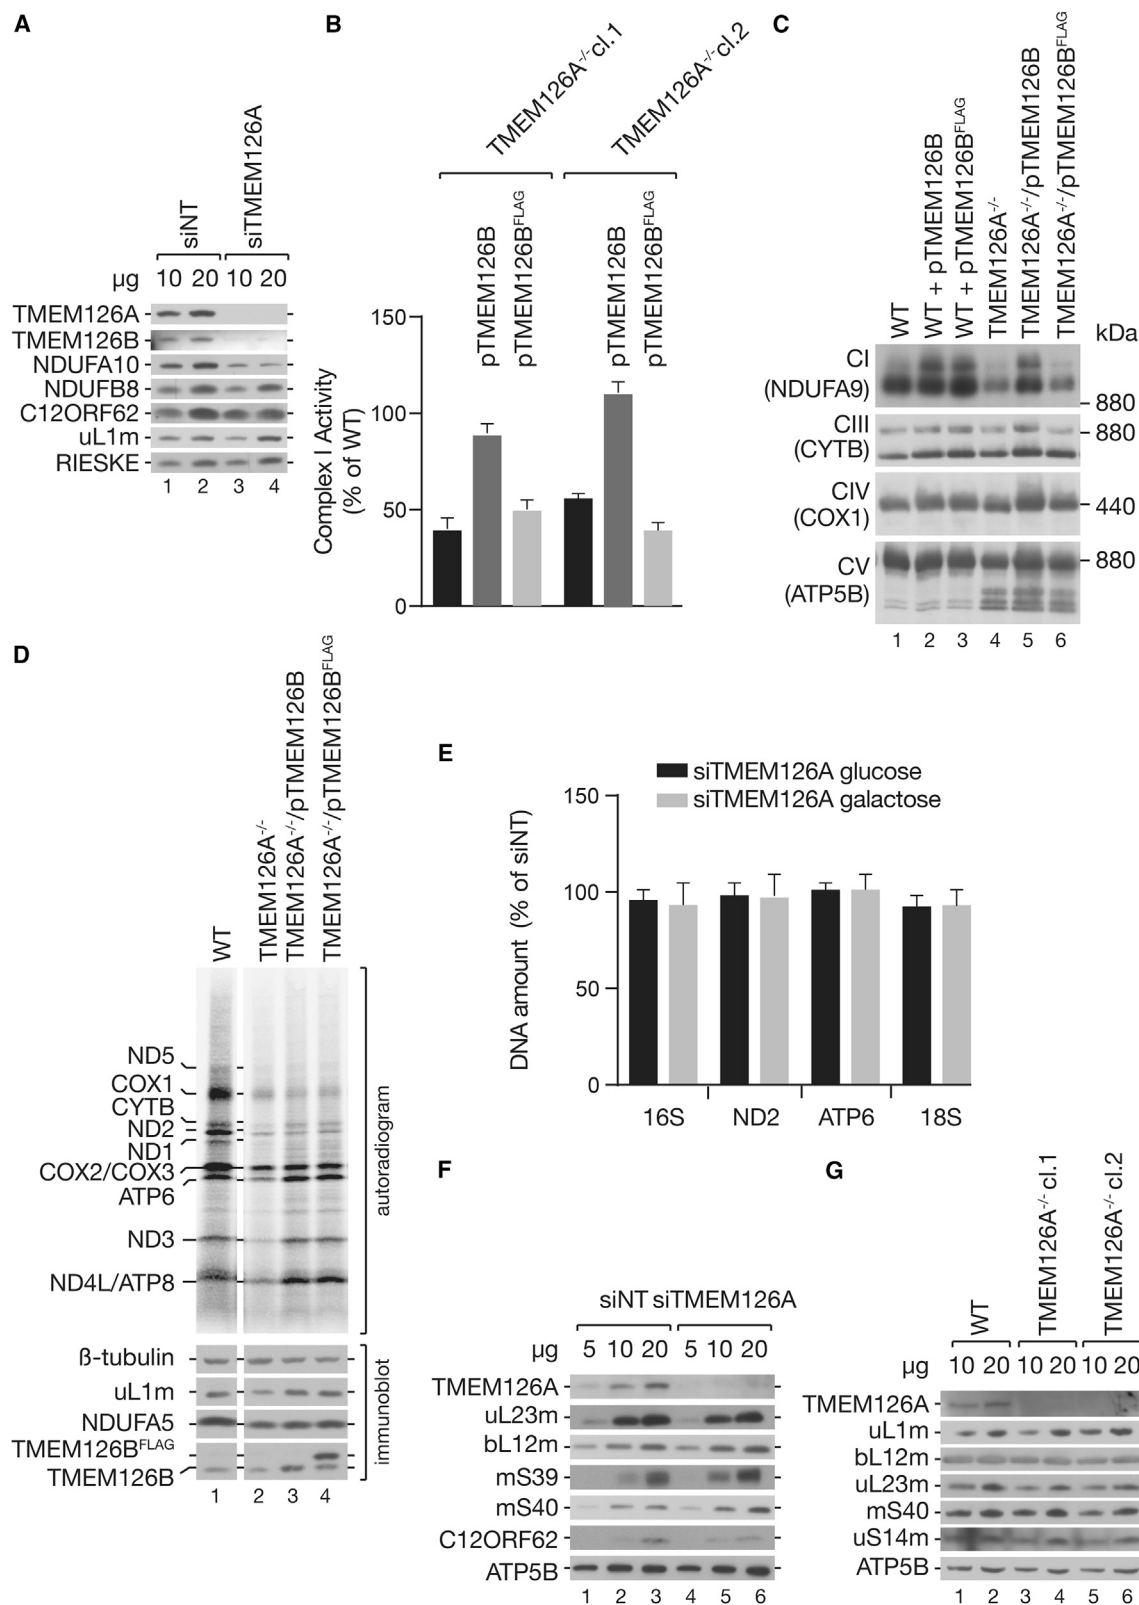 A
siNT
siTMEM126A
µg 10 20 10 20
TMEM126A
TMEM126B
NDUFA10
NDUFB8
C12ORF62
uL1m
RIESKE
1 2 3 4
B
TMEM126A-/-cl.1
TMEM126A-/-cl.2
pTMEM126B
pTMEM126BFLAG
pTMEM126B
pTMEM126BFLAG
Complex I Activity
(% of WT)
150
100
50
0
C
WT
WT + pTMEM126B
WT + pTMEM126BFLAG
TMEM126A-/-
TMEM126A-/-/pTMEM126B
TMEM126A-/-/pTMEM126BFLAG
kDa
CI
(NDUFA9)
880
CIII
(CYTB)
880
CIV
(COX1)
440
CV
(ATP5B)
880
1 2 3 4 5 6
D
WT
TMEM126A-/-
TMEM126A-/-/pTMEM126B
TMEM126A-/-/pTMEM126BFLAG
ND5
COX1
CYTB
ND2
ND1
COX2/COX3
ATP6
ND3
ND4L/ATP8
autoradiogram
ß-tubulin
uL1m
NDUFA5
TMEM126BFLAG
TMEM126B
immunoblot
1 2 3 4
E
siTMEM126A glucose
siTMEM126A galactose
DNA amount (% of siNT)
150
100
50
0
16S ND2 ATP6 18S
F
siNT siTMEM126A
µg 5 10 20 5 10 20
TMEM126A
uL23m
bL12m
mS39
mS40
C12ORF62
ATP5B
1 2 3 4 5 6
G
WT
TMEM126A-/- cl.1
TMEM126A-/- cl.2
µg 10 20 10 20 10 20
TMEM126A
uL1m
bL12m
uL23m
mS40
uS14m
ATP5B
1 2 3 4 5 6